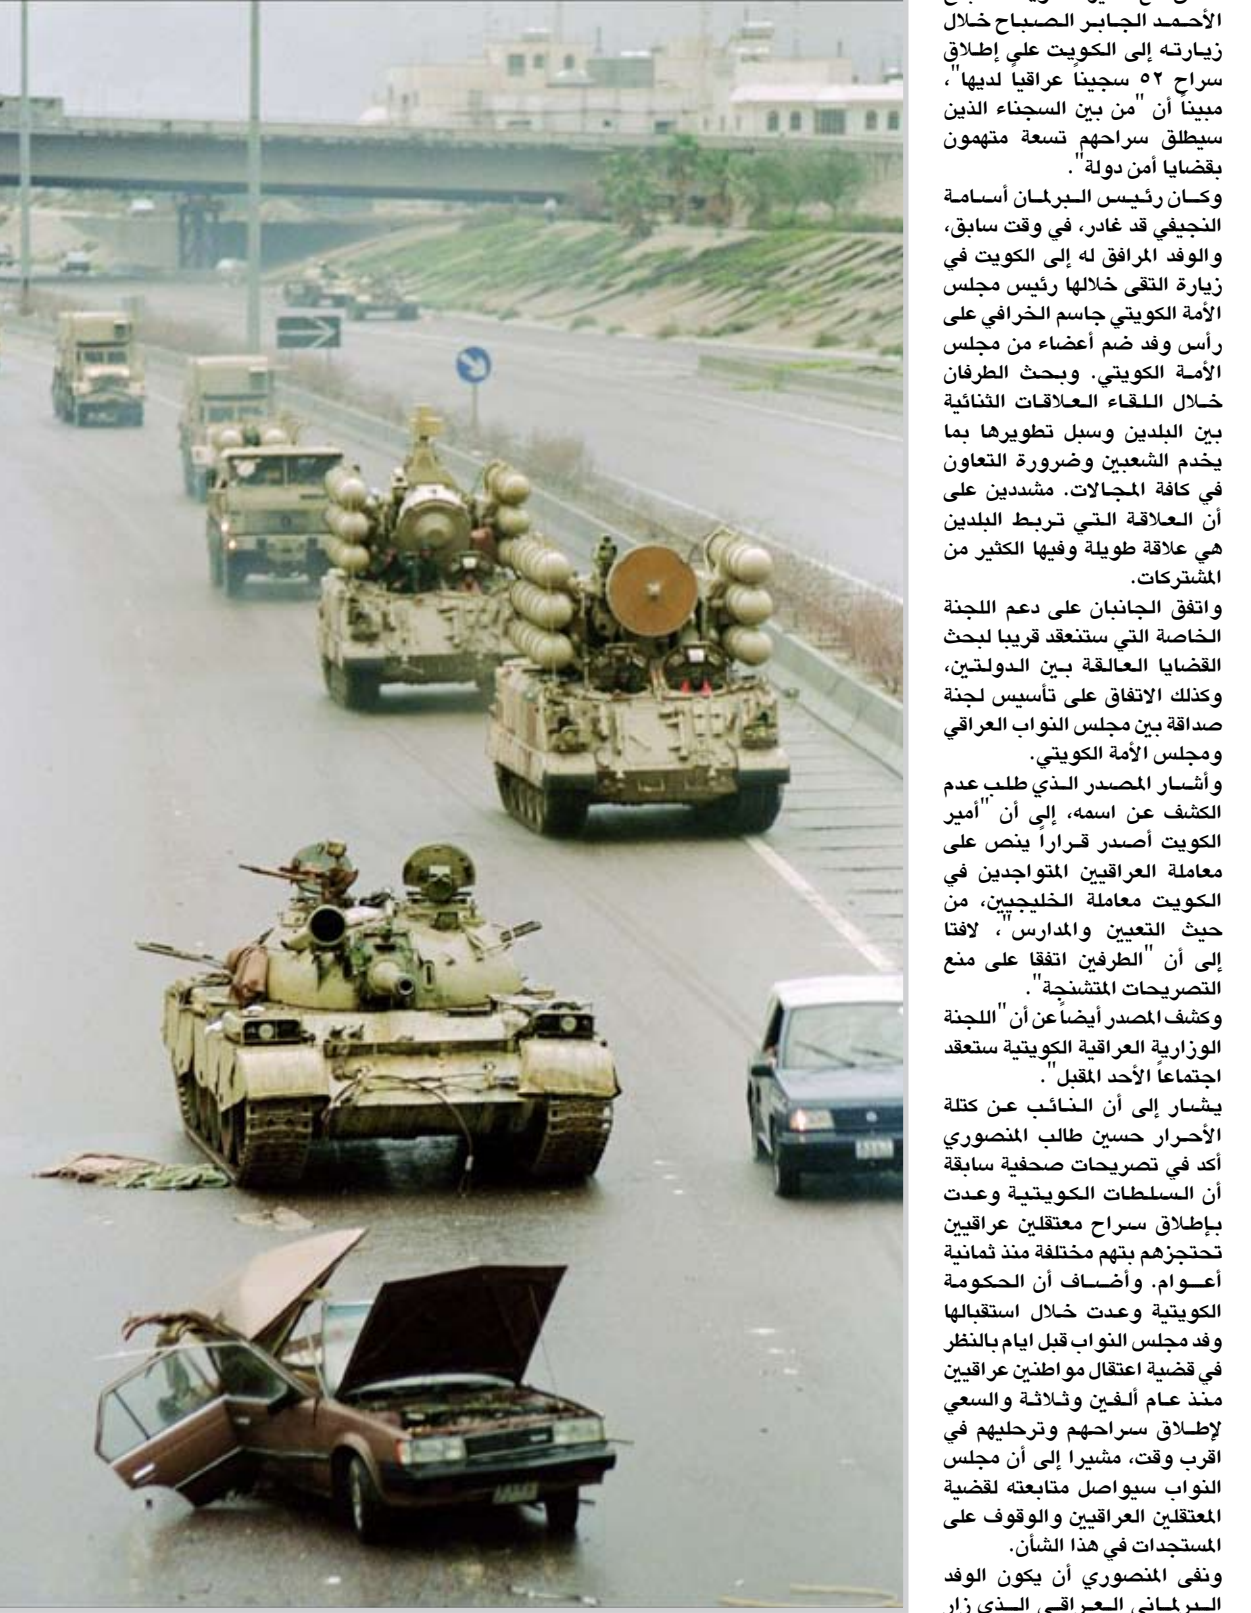 الأحمد الجابر الصباح خلال
زيارته إلى الكويت على إطلاق
سراح ٥٢ سجيناً عراقياً لديها"،
مبيناً أن "من بين السجناء الذين
سيطلق سراحهم تسعة متهمون
بقضايا أمن دولة".
وكان رئيس البرلمان أسامة
النجيفي قد غادر، في وقت سابق،
والوفد المرافق له إلى الكويت في
زيارة التقى خلالها رئيس مجلس
الأمة الكويتي جاسم الخرافي على
رأس وفد ضم أعضاء من مجلس
الأمة الكويتي. وبحث الطرفان
خلال اللقاء العلاقات الثنائية
بين البلدين وسبل تطويرها بما
يخدم الشعبين وضرورة التعاون
في كافة المجالات. مشددين على
أن العلاقة التي تربط البلدين
هي علاقة طويلة وفيها الكثير من
المشتركات.
واتفق الجانبان على دعم اللجنة
الخاصة التي ستنعقد قريبا لبحث
القضايا العالقة بين الدولتين،
وكذلك الاتفاق على تأسيس لجنة
صداقة بين مجلس النواب العراقي
ومجلس الأمة الكويتي.
وأشار المصدر الذي طلب عدم
الكشف عن اسمه، إلى أن "أمير
الكويت أصدر قراراً ينص على
معاملة العراقيين المتواجدين في
الكويت معاملة الخليجيين، من
حيث التعيين والمدارس"، لافتا
إلى أن "الطرفين اتفقا على منع
التصريحات المتشنجة".
وكشف المصدر أيضاً عن أن "اللجنة
الوزارية العراقية الكويتية ستعقد
اجتماعاً الأحد المقبل".
يشار إلى أن النائب عن كتلة
الأحرار حسين طالب المنصوري
أكد في تصريحات صحفية سابقة
أن السلطات الكويتية وعدت
بإطلاق سراح معتقلين عراقيين
تحتجزهم بتهم مختلفة منذ ثمانية
أعوام. وأضاف أن الحكومة
الكويتية وعدت خلال استقبالها
وفد مجلس النواب قبل ايام بالنظر
في قضية اعتقال مواطنين عراقيين
منذ عام ألفين وثلاثة والسعي
لإطلاق سراحهم وترحليهم في
اقرب وقت، مشيرا إلى أن مجلس
النواب سيواصل متابعته لقضية
المعتقلين العراقيين والوقوف على
المستجدات في هذا الشأن.
ونفى المنصوري أن يكون الوفد
البرلماني العراقي الذي زار